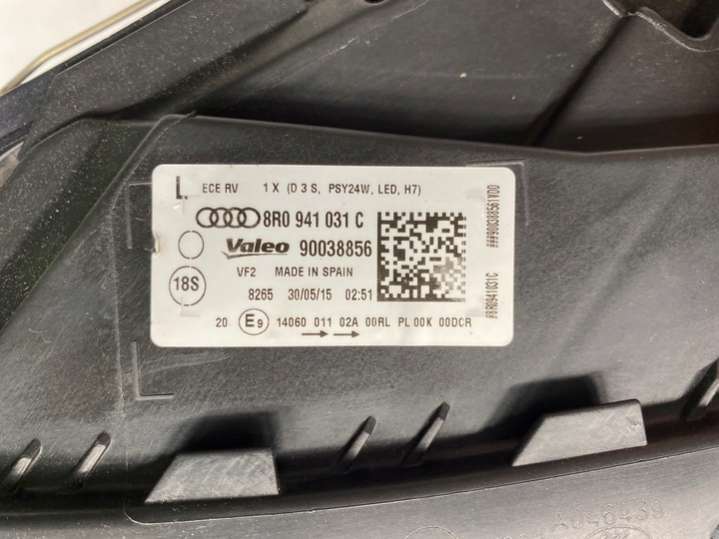 L ECE RV 1 X (D 3 S, PSY24W, LED, H7)
8R0 941 031 C
Valeo 90038856
VF2 MADE IN SPAIN
18S
8265 30/05/15 02:51
20 E9 14060 011 02A 00RL PL 00K 00DCR
#8R0941031C